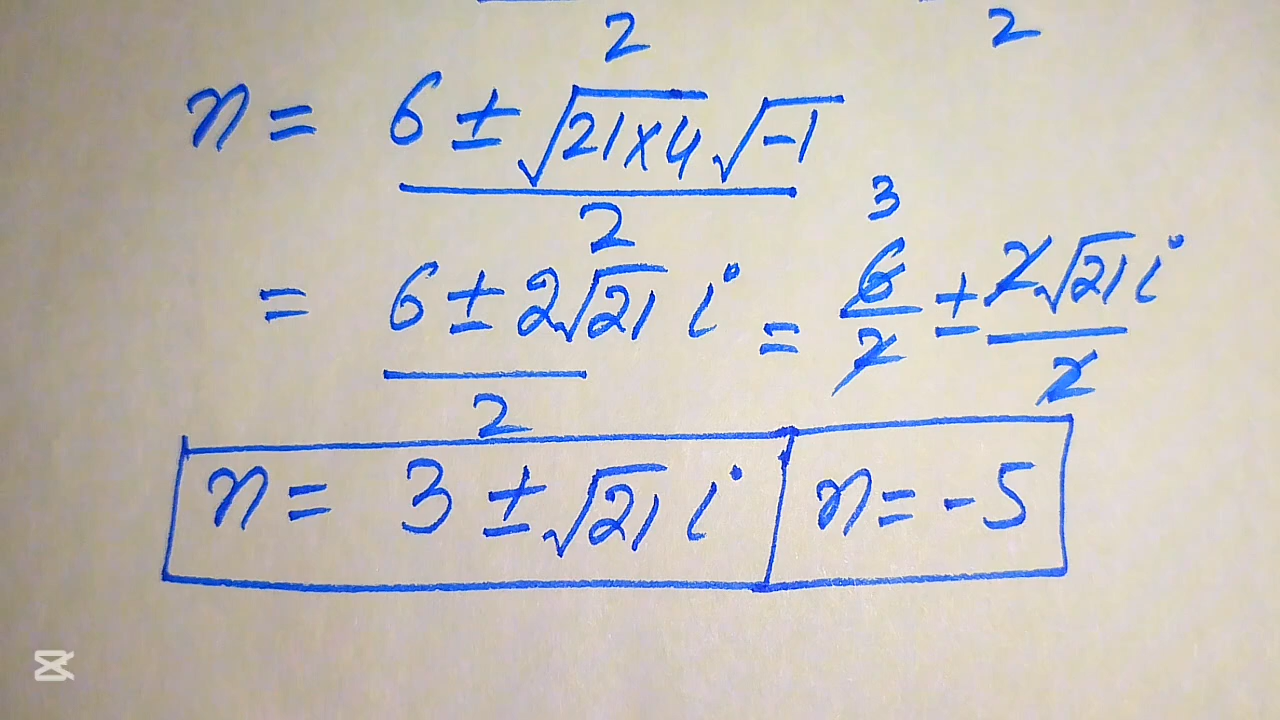 2 2
n = (6 ± √(21×4) √(-1)) / 2
= (6 ± 2√21 i) / 2 = 6/2 ± 2√21 i / 2
3
n = 3 ± √21 i n = -5